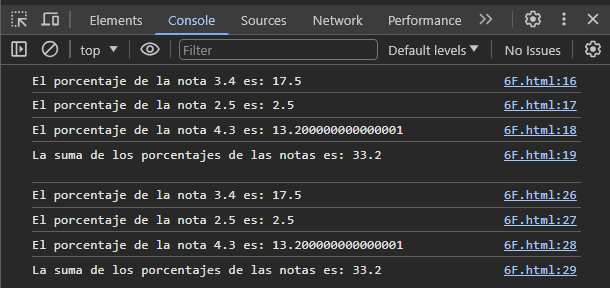 Elements Console Sources Network Performance
top Filter Default levels No Issues
El porcentaje de la nota 3.4 es: 17.5 6F.html:16
El porcentaje de la nota 2.5 es: 2.5 6F.html:17
El porcentaje de la nota 4.3 es: 13.200000000000001 6F.html:18
La suma de los porcentajes de las notas es: 33.2 6F.html:19
El porcentaje de la nota 3.4 es: 17.5 6F.html:26
El porcentaje de la nota 2.5 es: 2.5 6F.html:27
El porcentaje de la nota 4.3 es: 13.200000000000001 6F.html:28
La suma de los porcentajes de las notas es: 33.2 6F.html:29